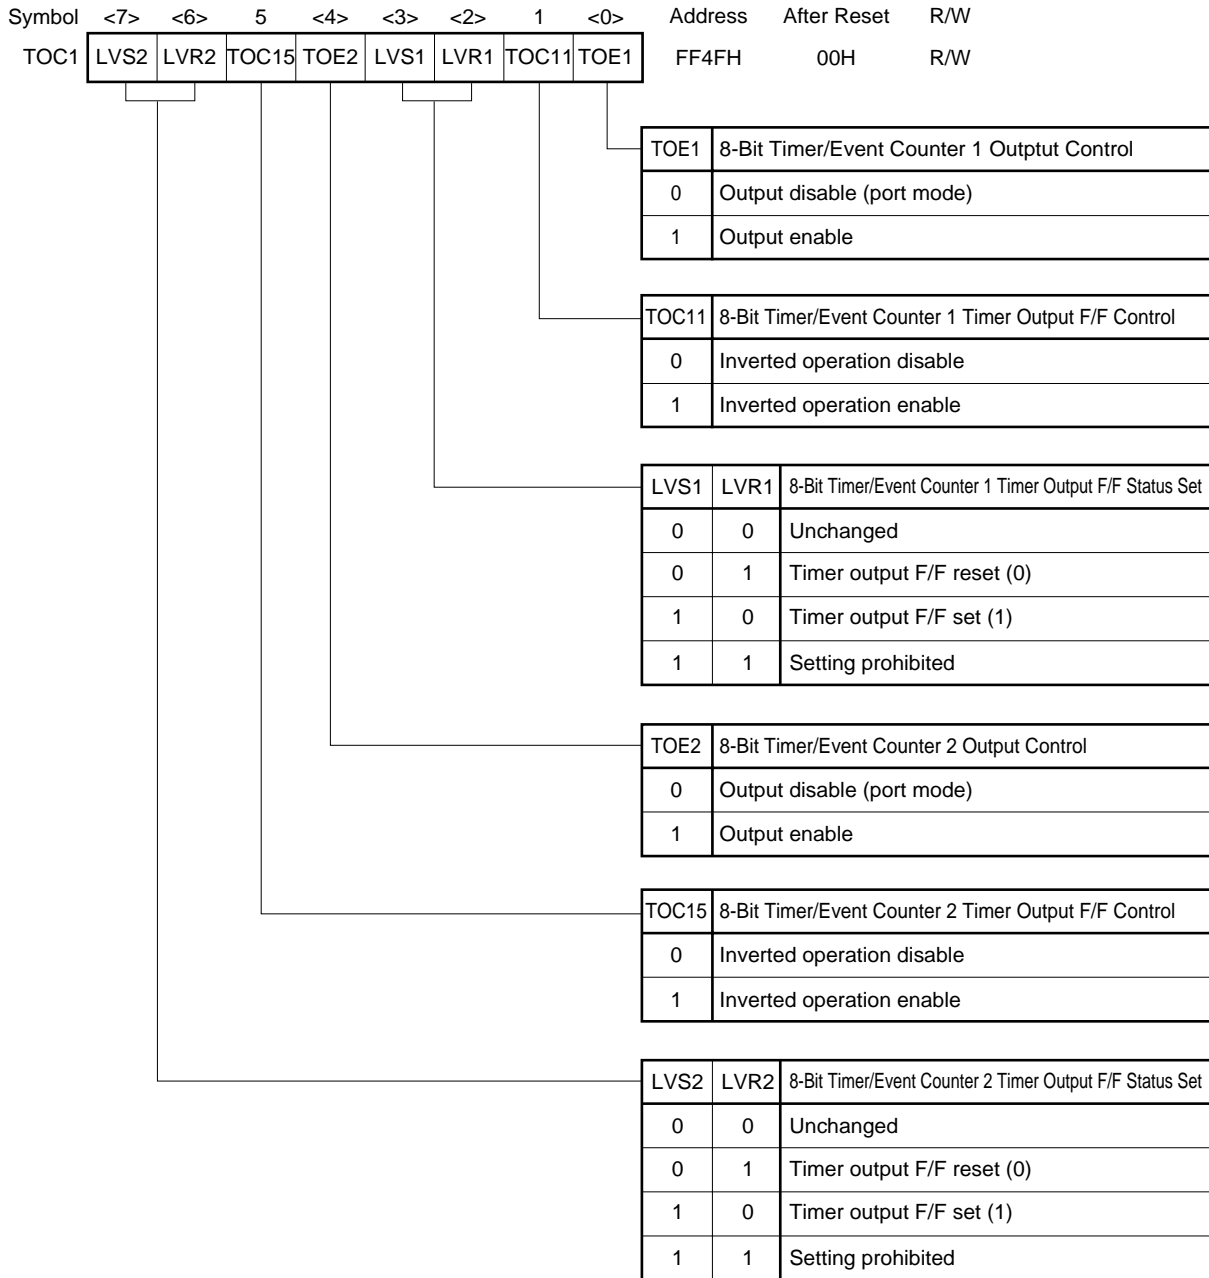 Symbol <7> <6> 5 <4> <3> <2> 1 <0> Address After Reset R/W
TOC1 LVS2 LVR2 TOC15 TOE2 LVS1 LVR1 TOC11 TOE1 FF4FH 00H R/W
TOE1 8-Bit Timer/Event Counter 1 Outptut Control
0 Output disable (port mode)
1 Output enable
TOC11 8-Bit Timer/Event Counter 1 Timer Output F/F Control
0 Inverted operation disable
1 Inverted operation enable
LVS1 LVR1 8-Bit Timer/Event Counter 1 Timer Output F/F Status Set
0 0 Unchanged
0 1 Timer output F/F reset (0)
1 0 Timer output F/F set (1)
1 1 Setting prohibited
TOE2 8-Bit Timer/Event Counter 2 Output Control
0 Output disable (port mode)
1 Output enable
TOC15 8-Bit Timer/Event Counter 2 Timer Output F/F Control
0 Inverted operation disable
1 Inverted operation enable
LVS2 LVR2 8-Bit Timer/Event Counter 2 Timer Output F/F Status Set
0 0 Unchanged
0 1 Timer output F/F reset (0)
1 0 Timer output F/F set (1)
1 1 Setting prohibited